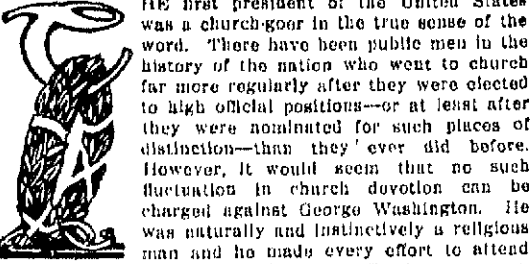 THE first president of the United States
was a church-goer in the true sense of the
word. There have been public men in the
history of the nation who went to church
far more regularly after they were elected
to high official positions—or at least after
they were nominated for such places of
distinction—than they ever did before.
However, it would seem that no such
fluctuation in church devotion can be
charged against George Washington. He
was naturally and instinctively a religious
man and he made every effort to attend